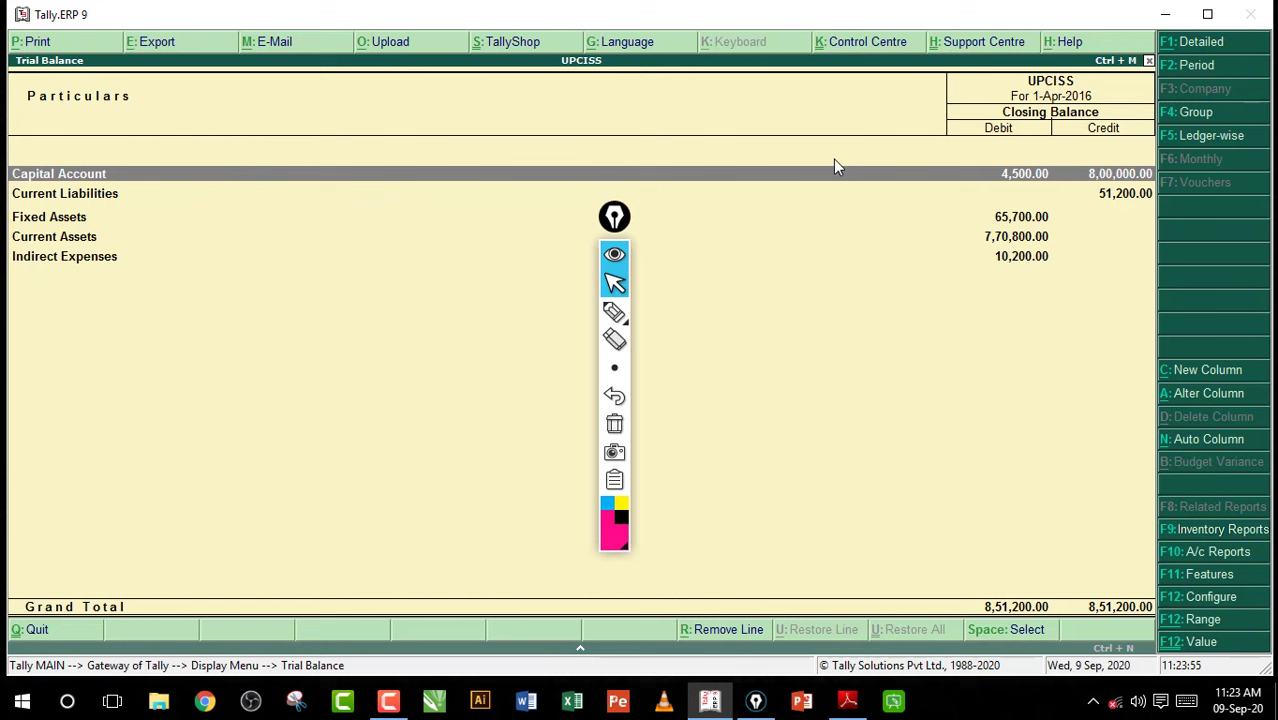 Tally.ERP 9
P: Print
E: Export
M: E-Mail
O: Upload
S: TallyShop
G: Language
K: Keyboard
K: Control Centre
H: Support Centre
H: Help
Trial Balance
UPCISS
Ctrl + M
Particulars
UPCISS
For 1-Apr-2016
Closing Balance
Debit Credit
Capital Account 4,500.00 8,00,000.00
Current Liabilities 51,200.00
Fixed Assets 65,700.00
Current Assets 7,70,800.00
Indirect Expenses 10,200.00
Grand Total 8,51,200.00 8,51,200.00
F1: Detailed
F2: Period
F3: Company
F4: Group
F5: Ledger-wise
F6: Monthly
F7: Vouchers
C: New Column
A: Alter Column
D: Delete Column
N: Auto Column
B: Budget Variance
F8: Related Reports
F9: Inventory Reports
F10: A/c Reports
F11: Features
F12: Configure
F12: Range
F12: Value
Q: Quit
R: Remove Line
U: Restore Line
U: Restore All
Space: Select
Ctrl + N
Tally MAIN --> Gateway of Tally --> Display Menu --> Trial Balance
© Tally Solutions Pvt Ltd., 1988-2020
Wed, 9 Sep, 2020
11:23:55
11:23 AM
09-Sep-20